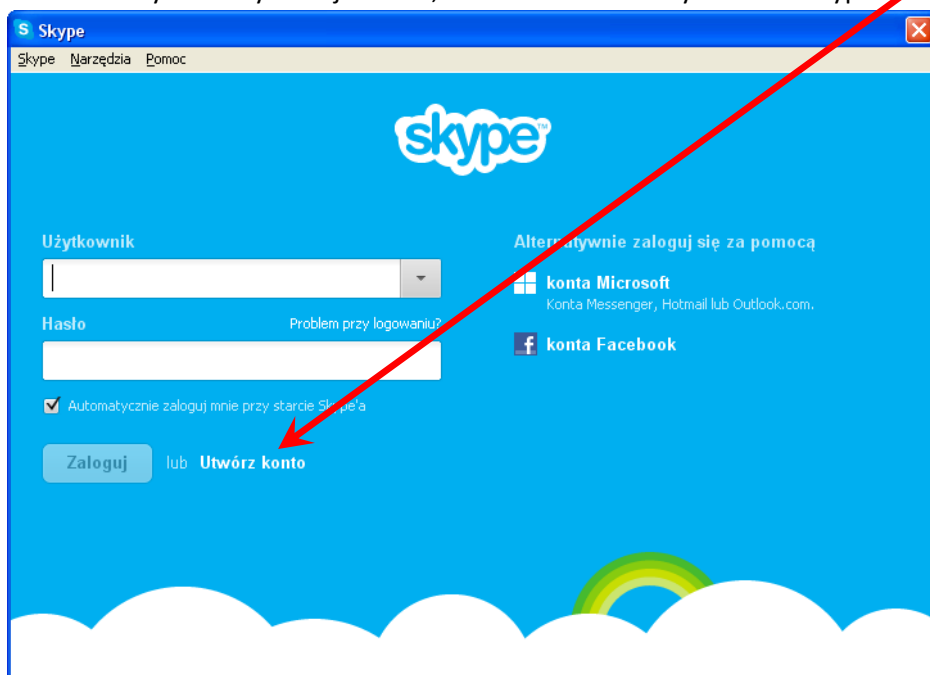 Skype
Skype Narzędzia Pomoc
skype™
Użytkownik
Hasło Problem przy logowaniu?
Automatycznie zaloguj mnie przy starcie Skype'a
Zaloguj lub Utwórz konto
Alternatywnie zaloguj się za pomocą
konta Microsoft
Konta Messenger, Hotmail lub Outlook.com.
konta Facebook